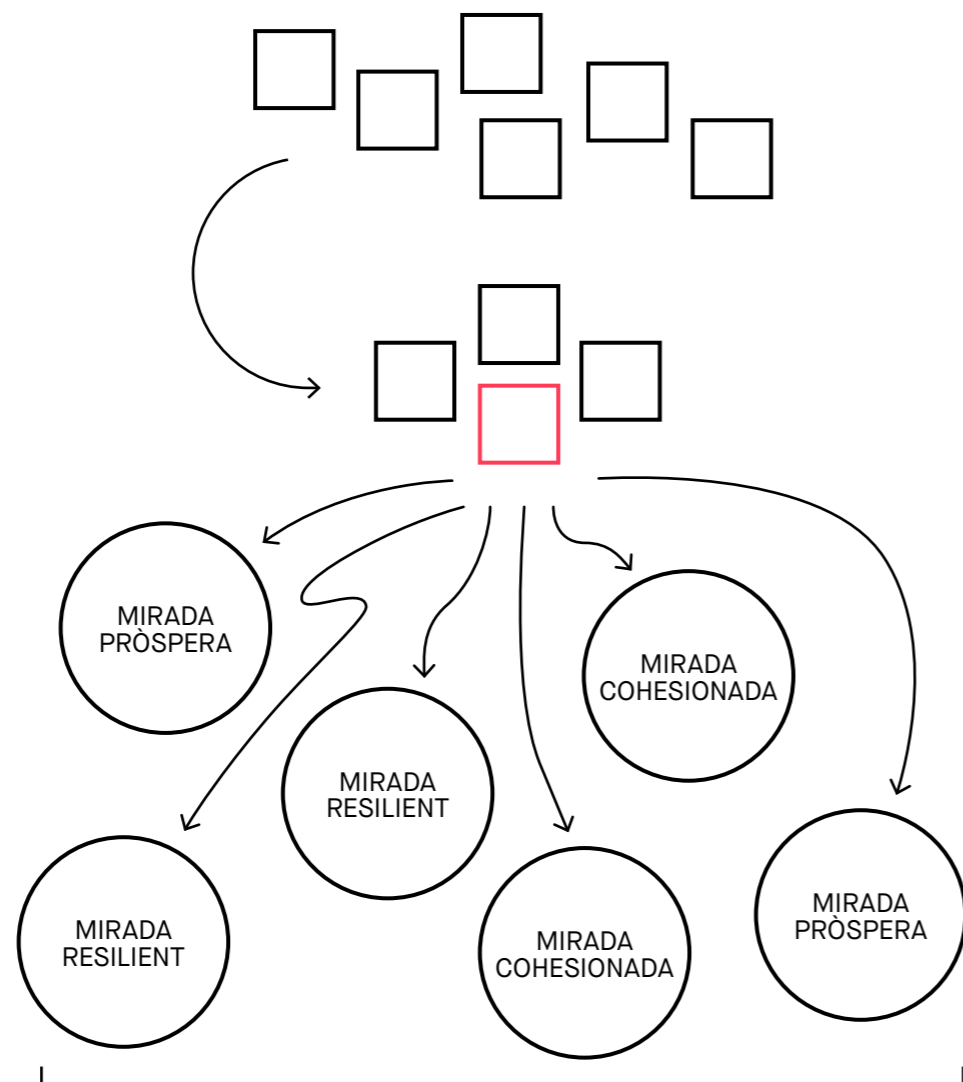 MIRADA
PRÒSPERA
MIRADA
COHESIONADA
MIRADA
RESILIENT
MIRADA
PRÒSPERA
MIRADA
RESILIENT
MIRADA
COHESIONADA